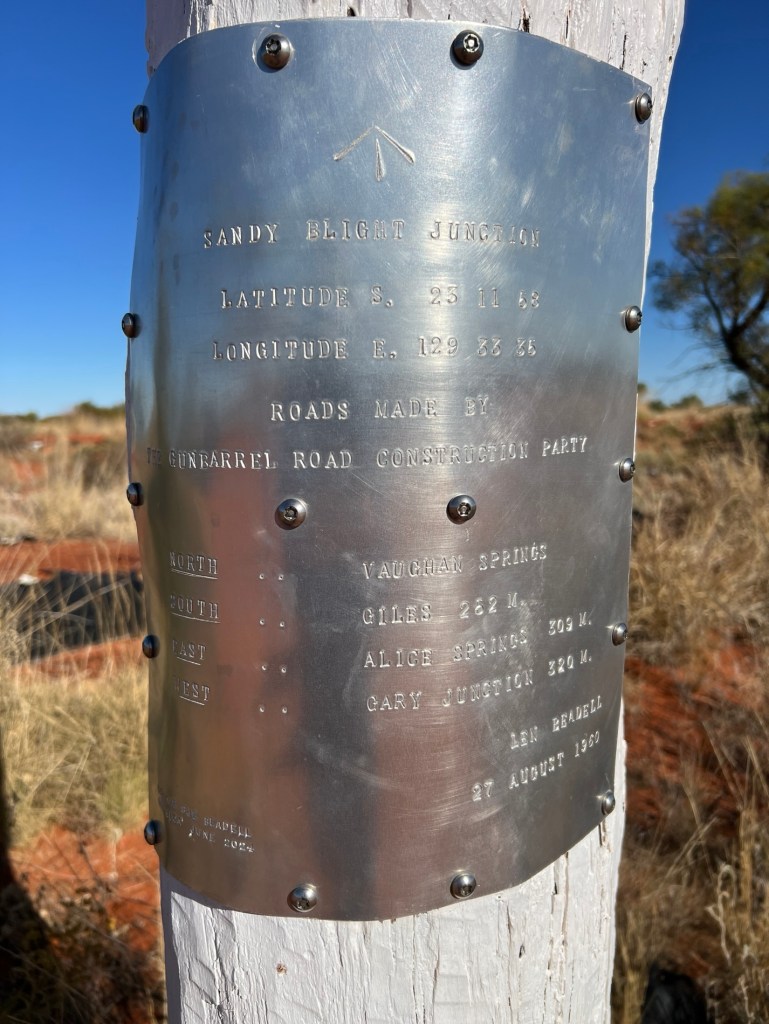 SANDY BLIGHT JUNCTION
LATITUDE S. 23 11 58
LONGITUDE E. 129 33 35
ROADS MADE BY
THE GUNBARREL ROAD CONSTRUCTION PARTY
NORTH .. VAUGHAN SPRINGS
SOUTH .. GILES 262 M.
EAST .. ALICE SPRINGS 309 M.
WEST .. GARY JUNCTION 320 M.
LEN BEADELL
27 AUGUST 1960
BEADELL
JUNE 2024